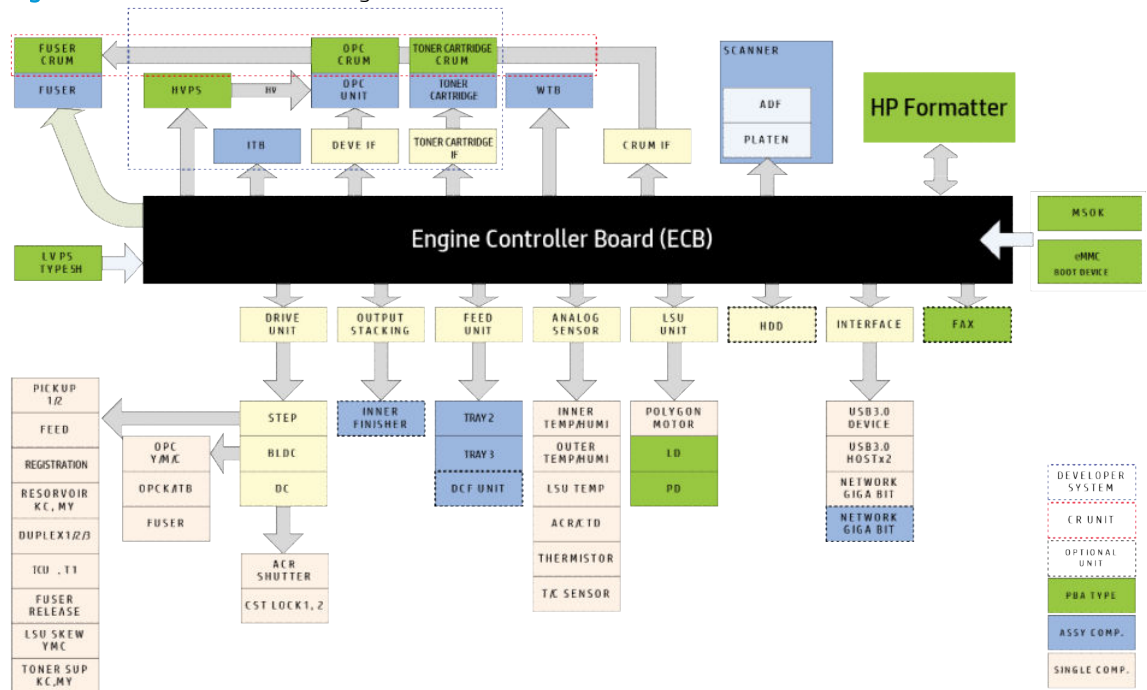 FUSER
CRUM
OPC
CRUM
TONER CARTRIDGE
CRUM
FUSER
HVPS
HV
OPC
UNIT
TONER
CARTRIDGE
WTB
ITB
DEVE IF
TONER CARTRIDGE
IF
CRUM IF
SCANNER
ADF
PLATEN
HP Formatter
Engine Controller Board (ECB)
LVPS
TYPE5H
MSOK
eMMC
BOOT DEVICE
DRIVE
UNIT
OUTPUT
STACKING
FEED
UNIT
ANALOG
SENSOR
LSU
UNIT
HDD
INTERFACE
FAX
PICKUP
1/2
FEED
REGISTRATION
RESORVOIR
KC, MY
DUPLEX1/2/3
TCU , T1
FUSER
RELEASE
LSU SKEW
YMC
TONER SUP
KC,MY
OPC
Y/M/C
OPCK/ITB
FUSER
STEP
BLDC
DC
ACR
SHUTTER
CST LOCK1, 2
INNER
FINISHER
TRAY 2
TRAY 3
DCF UNIT
INNER
TEMP/HUMI
OUTER
TEMP/HUMI
LSU TEMP
ACR/CTD
THERMISTOR
T/C SENSOR
POLYGON
MOTOR
LD
PD
USB3.0
DEVICE
USB3.0
HOSTx2
NETWORK
GIGA BIT
NETWORK
GIGA BIT
DEVELOPER
SYSTEM
CR UNIT
OPTIONAL
UNIT
PBA TYPE
ASSY COMP.
SINGLE COMP.